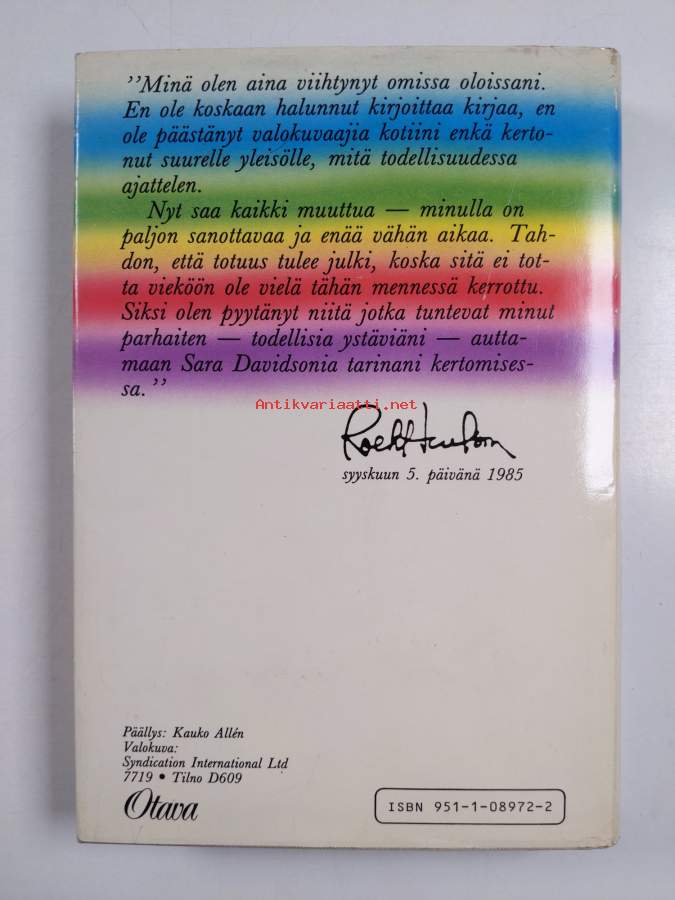 ”Minä olen aina viihtynyt omissa oloissani.
En ole koskaan halunnut kirjoittaa kirjaa, en
ole päästänyt valokuvaajia kotiini enkä kerto-
nut suurelle yleisölle, mitä todellisuudessa
ajattelen.
Nyt saa kaikki muuttua — minulla on
paljon sanottavaa ja enää vähän aikaa. Tah-
don, että totuus tulee julki, koska sitä ei tot-
ta vieköön ole vielä tähän mennessä kerrottu.
Siksi olen pyytänyt niitä jotka tuntevat minut
parhaiten — todellisia ystäviäni — autta-
maan Sara Davidsonia tarinani kertomises-
sa.”
Antikvariaatti.net
Rock Hudson
syyskuun 5. päivänä 1985
Päällys: Kauko Allén
Valokuva:
Syndication International Ltd
7719 • Tilno D609
Otava
ISBN 951-1-08972-2